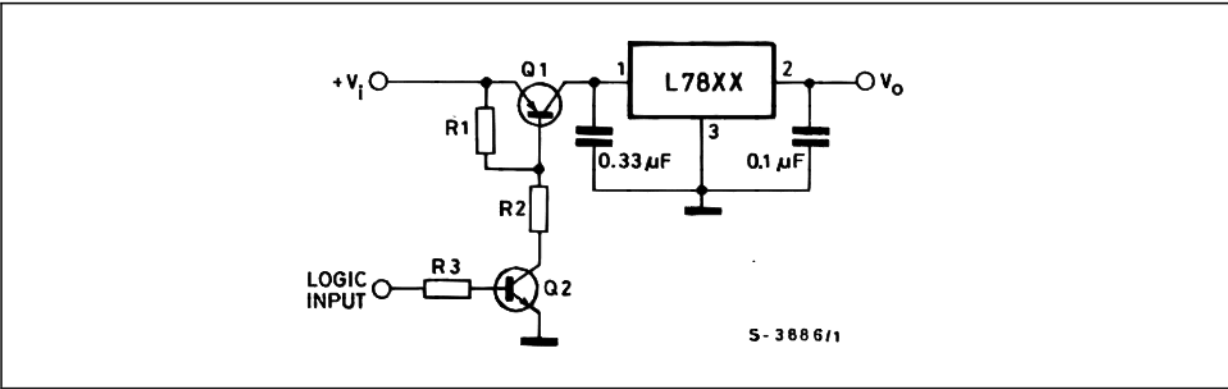 +Vi
Q1
1
L78XX
2
Vo
R1
3
0.33µF
0.1µF
R2
LOGIC
INPUT
R3
Q2
S-3886/1